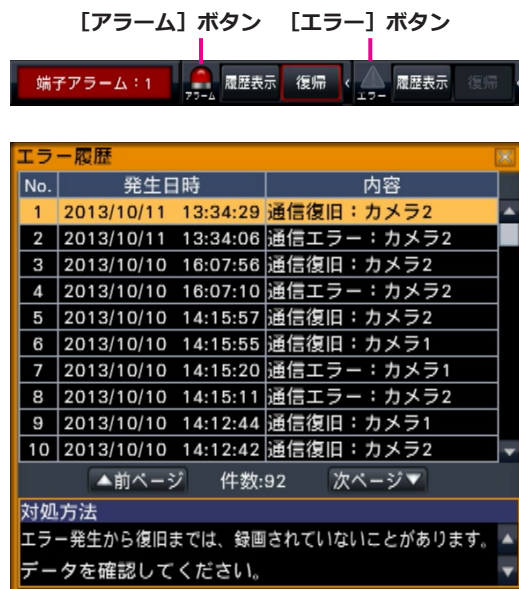 ［アラーム］ボタン ［エラー］ボタン
端子アラーム：1 アラーム 履歴表示 復帰 エラー 履歴表示 復帰
エラー履歴
No. 発生日時 内容
1 2013/10/11 13:34:29 通信復旧：カメラ2
2 2013/10/11 13:34:06 通信エラー：カメラ2
3 2013/10/10 16:07:56 通信復旧：カメラ2
4 2013/10/10 16:07:10 通信エラー：カメラ2
5 2013/10/10 14:15:57 通信復旧：カメラ2
6 2013/10/10 14:15:55 通信復旧：カメラ1
7 2013/10/10 14:15:20 通信エラー：カメラ1
8 2013/10/10 14:15:11 通信エラー：カメラ2
9 2013/10/10 14:12:44 通信復旧：カメラ1
10 2013/10/10 14:12:42 通信復旧：カメラ2
▲前ページ 件数:92 次ページ▼
対処方法
エラー発生から復旧までは、録画されていないことがあります。
データを確認してください。